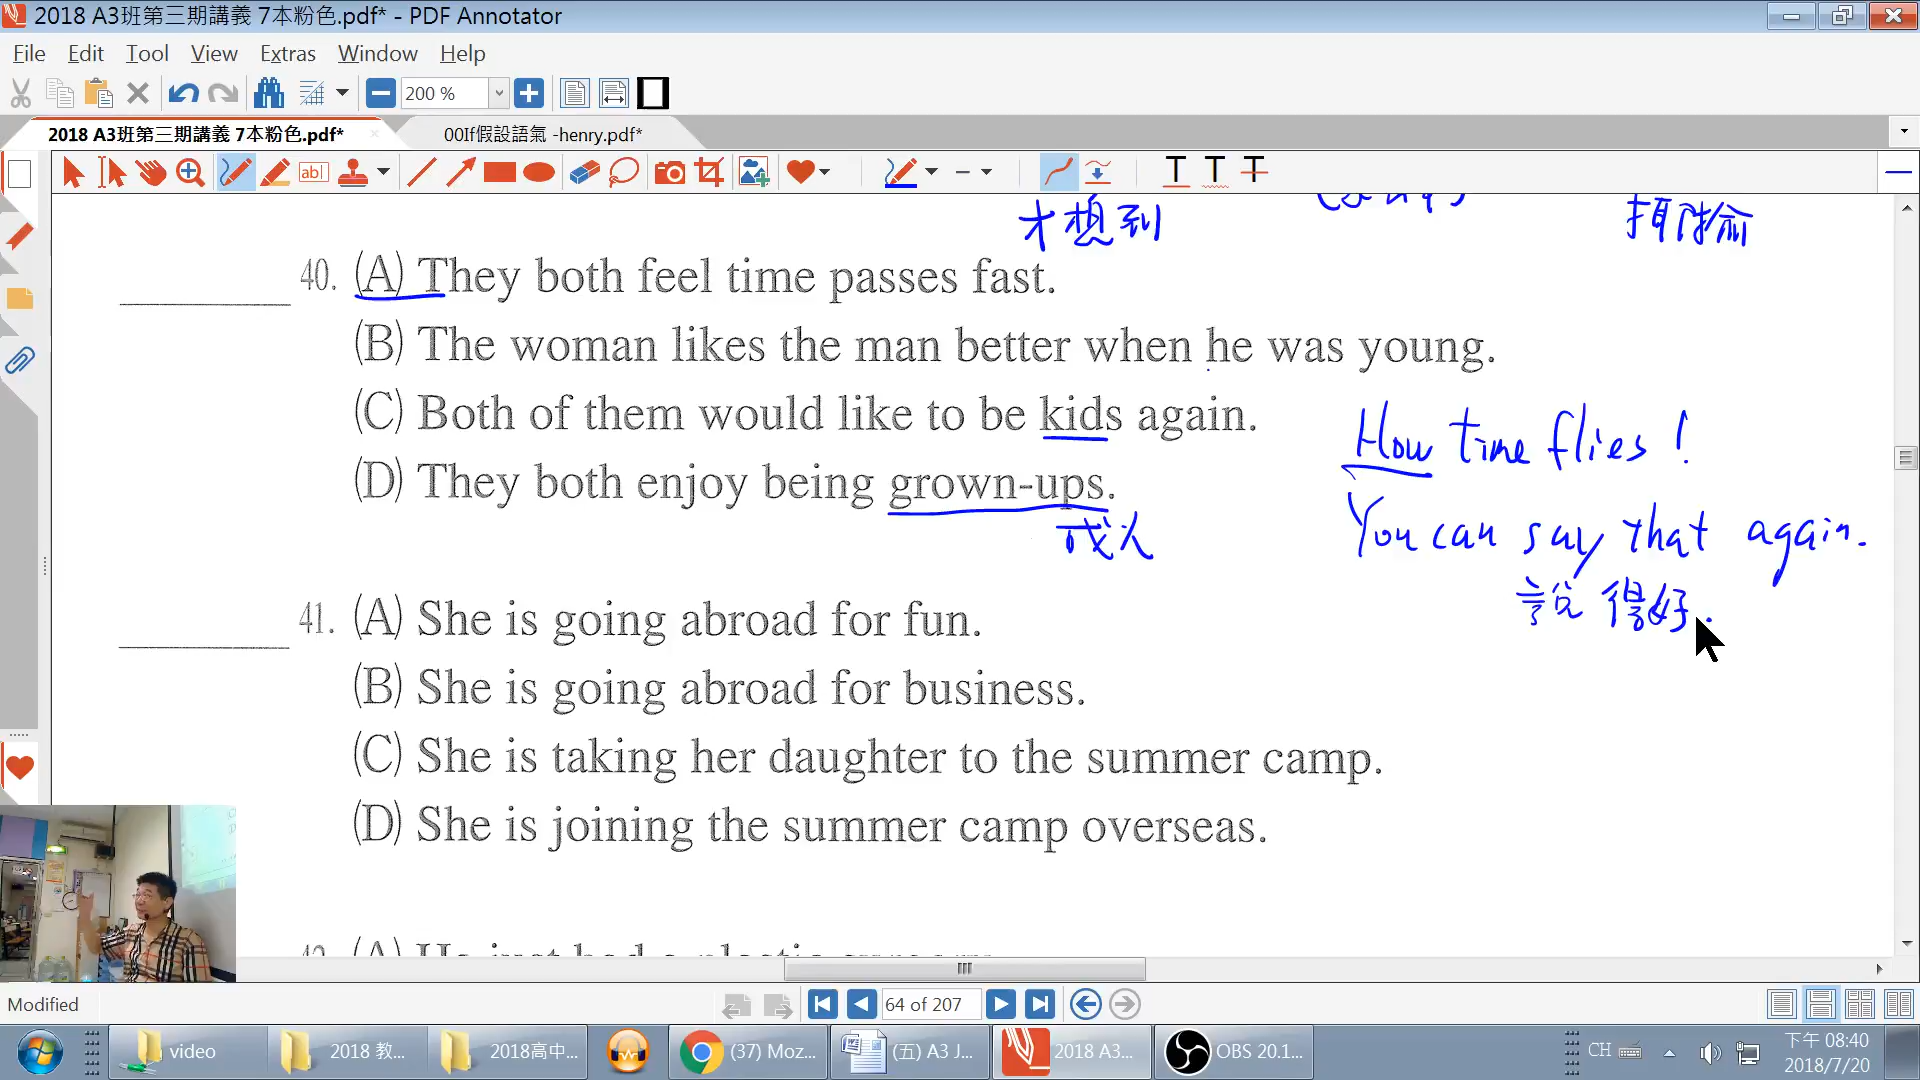 2018 A3班第三期講義 7本粉色.pdf* - PDF Annotator
File Edit Tool View Extras Window Help
200 %
2018 A3班第三期講義 7本粉色.pdf* 00If假設語氣 -henry.pdf*
才想到
40. (A) They both feel time passes fast.
(B) The woman likes the man better when he was young.
(C) Both of them would like to be kids again.
(D) They both enjoy being grown-ups.
成人
How time flies!
You can say that again.
說得好.
41. (A) She is going abroad for fun.
(B) She is going abroad for business.
(C) She is taking her daughter to the summer camp.
(D) She is joining the summer camp overseas.
Modified 64 of 207
video 2018 教... 2018高中... (37) Moz... (五) A3 J... 2018 A3... OBS 20.1... CH 下午 08:40
2018/7/20